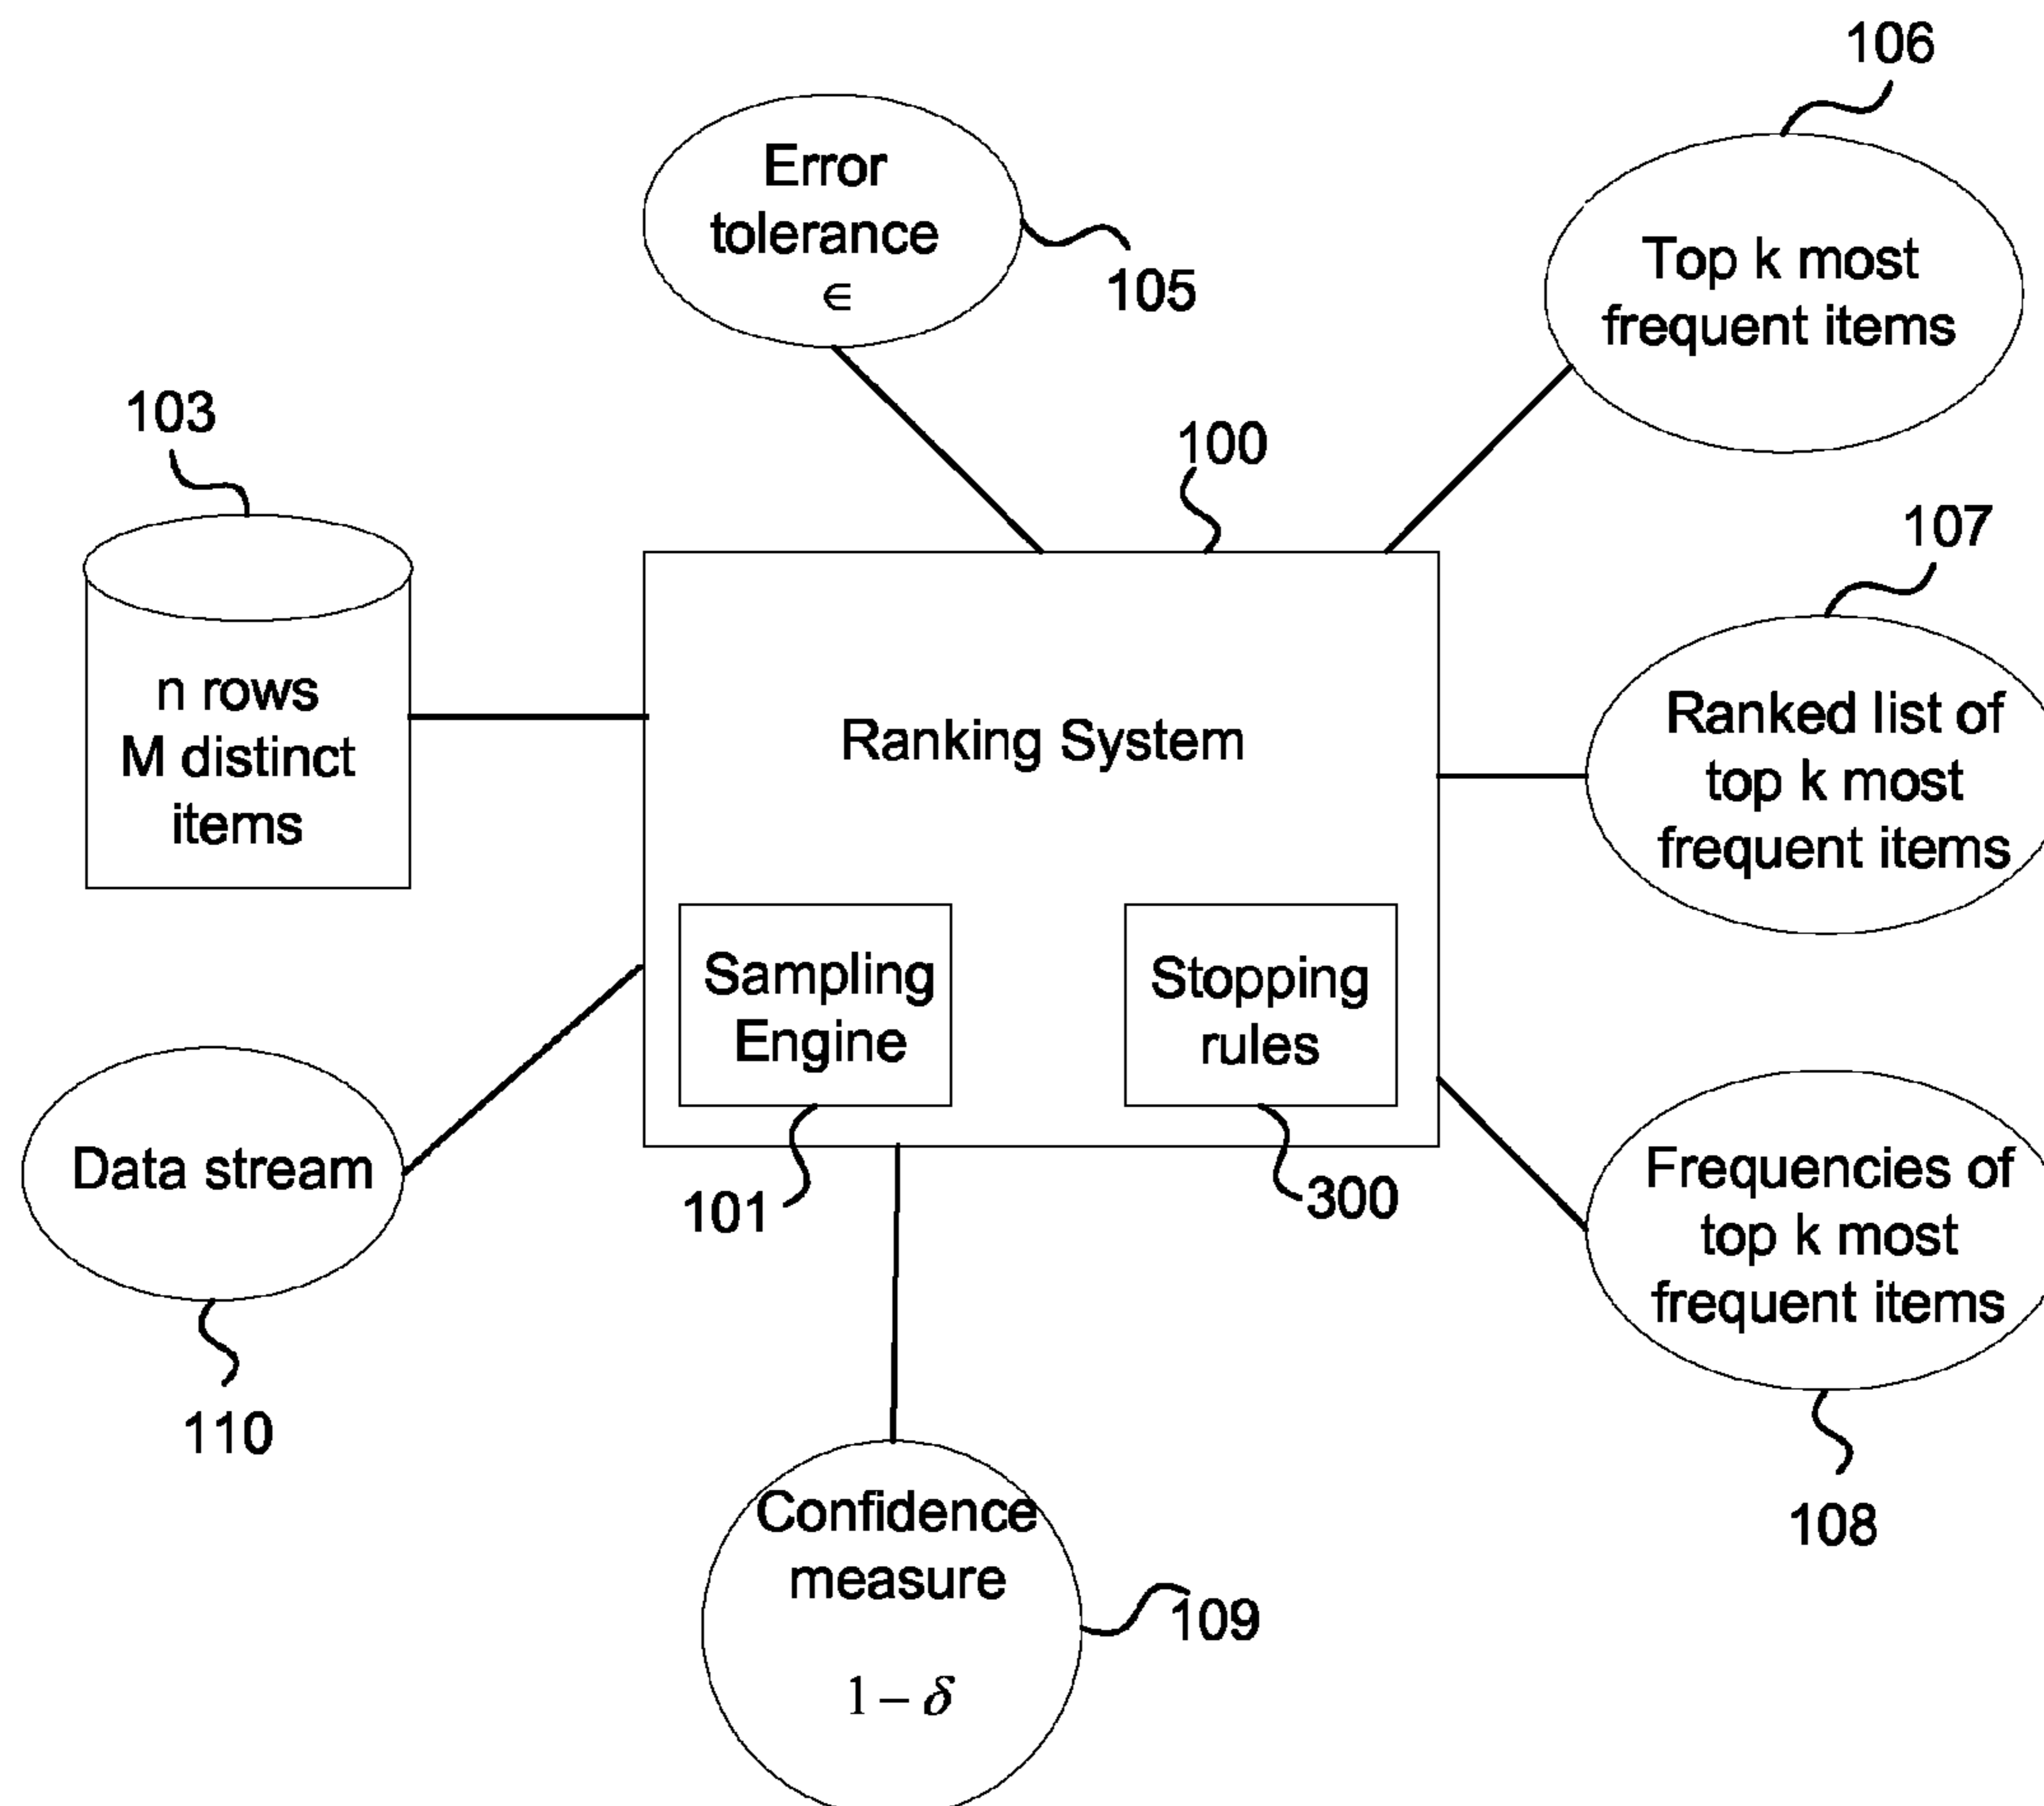 106
Error
tolerance
∈
105
Top k most
frequent items
103
100
107
n rows
M distinct
items
Ranking System
Ranked list of
top k most
frequent items
Sampling
Engine
Stopping
rules
Data stream
101
300
Frequencies of
top k most
frequent items
110
Confidence
measure
1 – δ
109
108